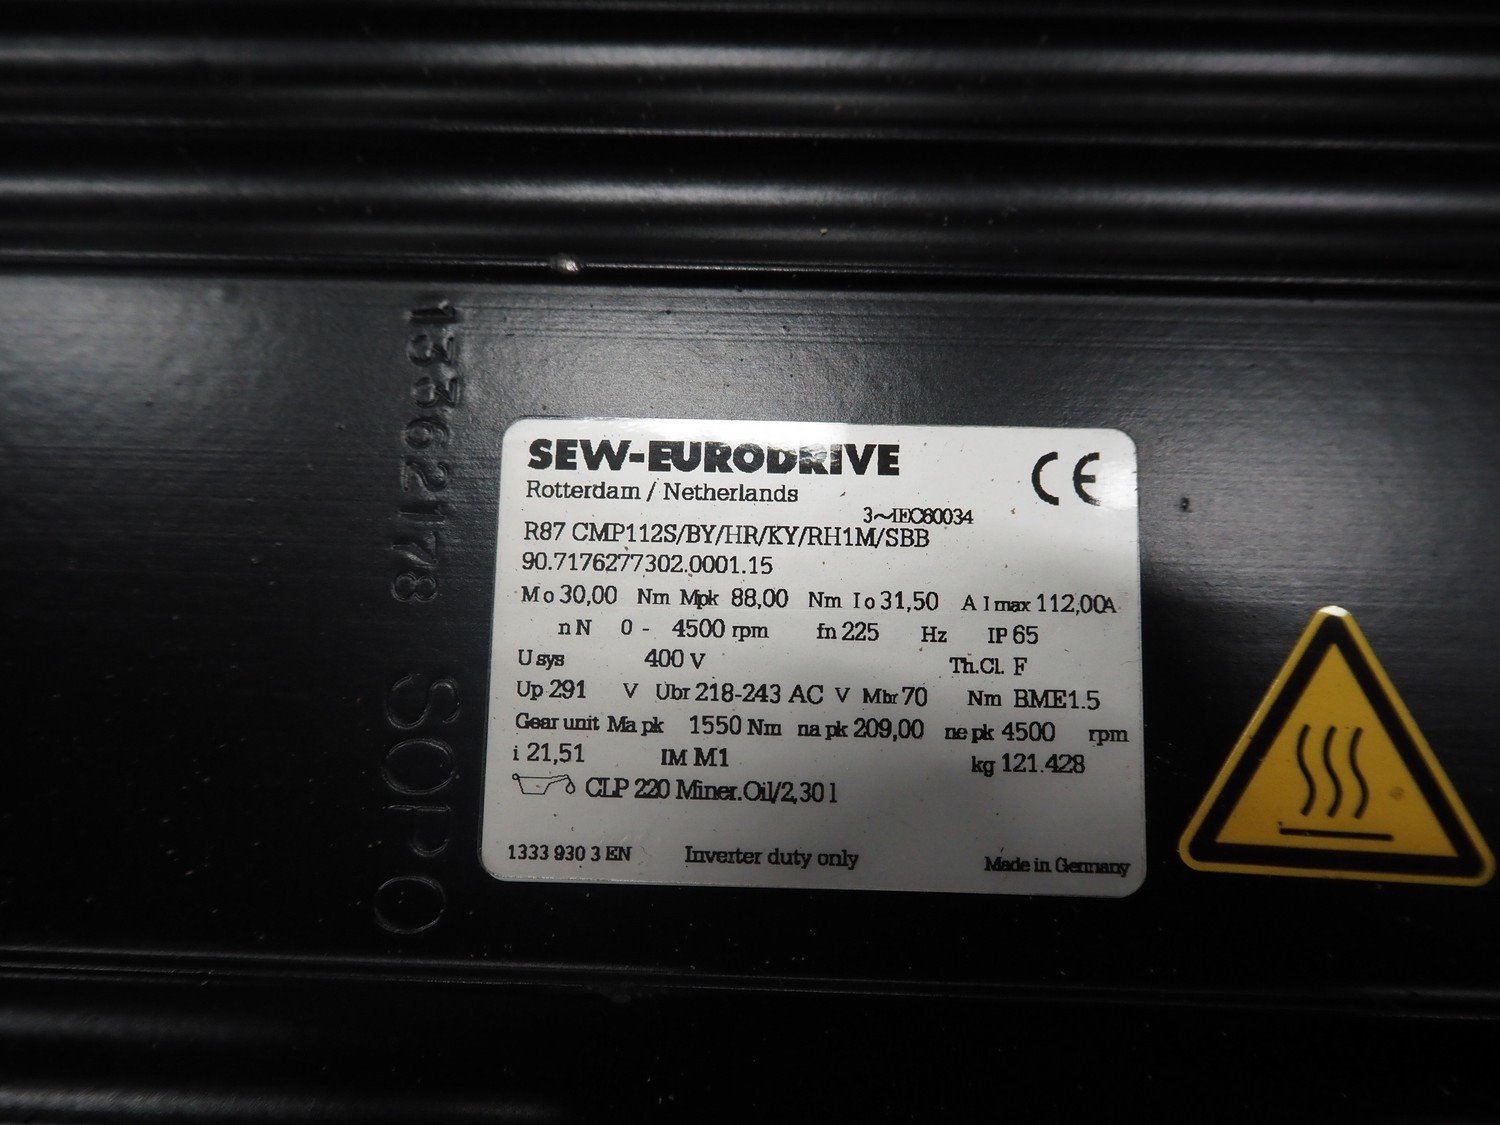 13362178 SOPO
SEW-EURODRIVE
CE
Rotterdam / Netherlands
3~IEC60034
R87 CMP112S/BY/HR/KY/RH1M/SBB
90.7176277302.0001.15
Mo 30,00 Nm Mpk 88,00 Nm Io 31,50 A Imax 112,00A
nN 0 - 4500 rpm fn 225 Hz IP 65
Usys 400 V Th.Cl. F
Up 291 V Ubr 218-243 AC V Mbr 70 Nm BME1.5
Gear unit Ma pk 1550 Nm na pk 209,00 ne pk 4500 rpm
i 21,51 IM M1 kg 121.428
CLP 220 Miner.Oil/2,30 l
1333 930 3 EN Inverter duty only Made in Germany